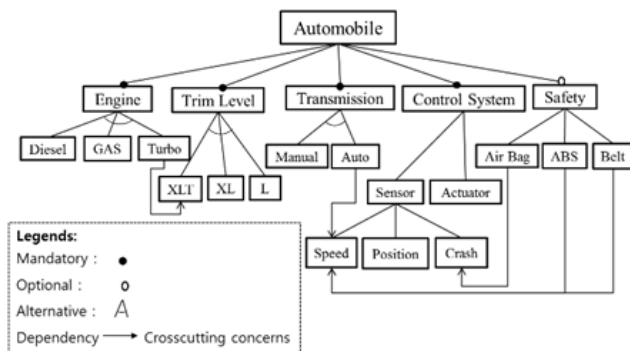 Automobile
Engine
Trim Level
Transmission
Control System
Safety
Diesel
GAS
Turbo
Manual
Auto
Air Bag
ABS
Belt
XLT
XL
L
Sensor
Actuator
Speed
Position
Crash
Legends:
Mandatory :
Optional :
Alternative :
Dependency Crosscutting concerns